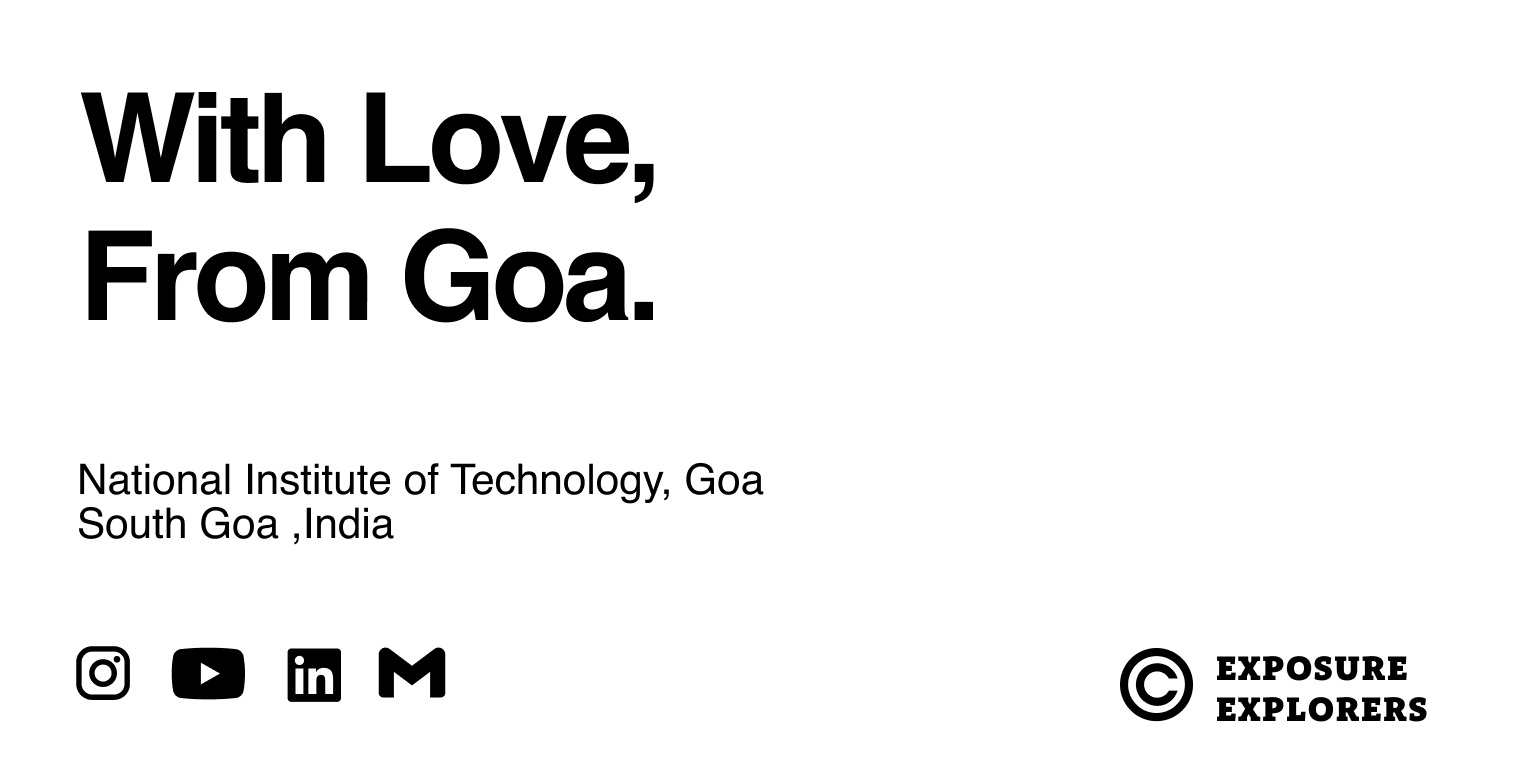 With Love,
From Goa.
National Institute of Technology, Goa
South Goa ,India
© EXPOSURE
EXPLORERS